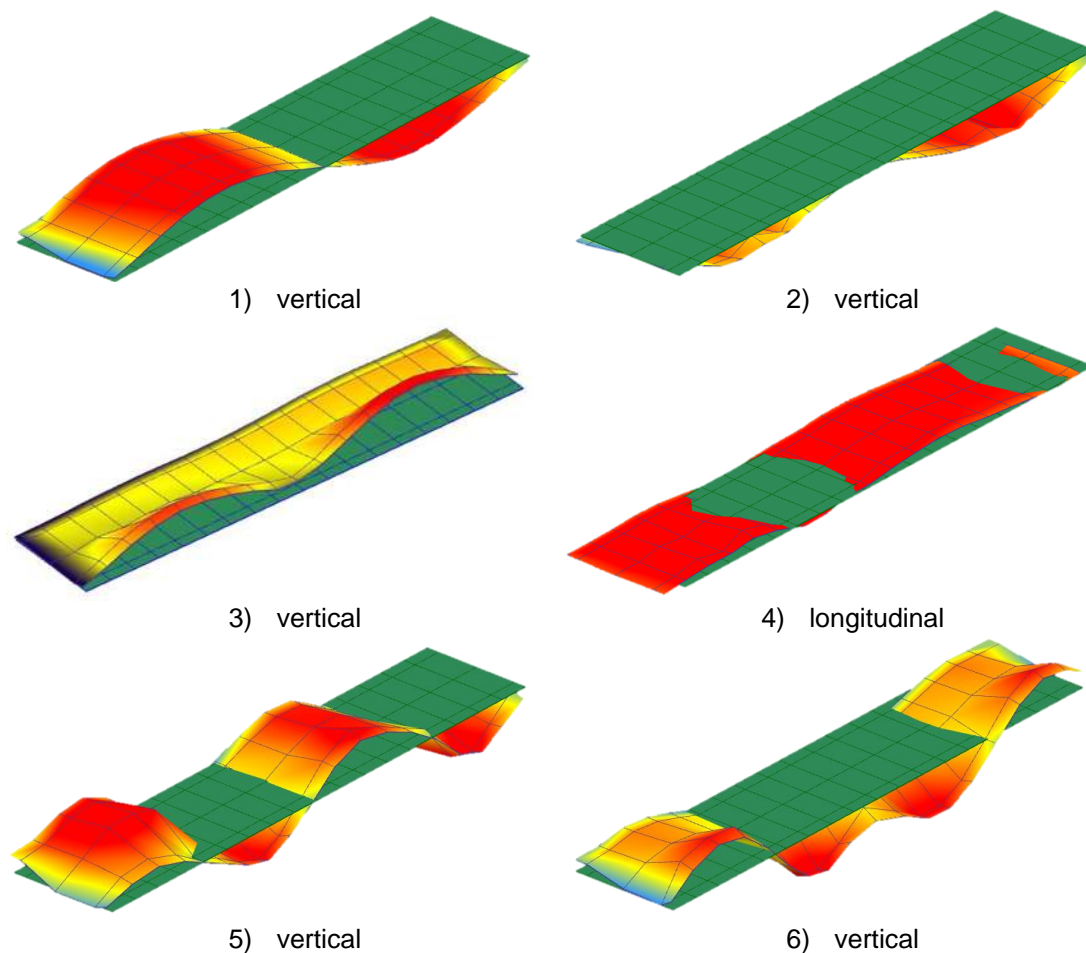 1) vertical
2) vertical
3) vertical
4) longitudinal
5) vertical
6) vertical